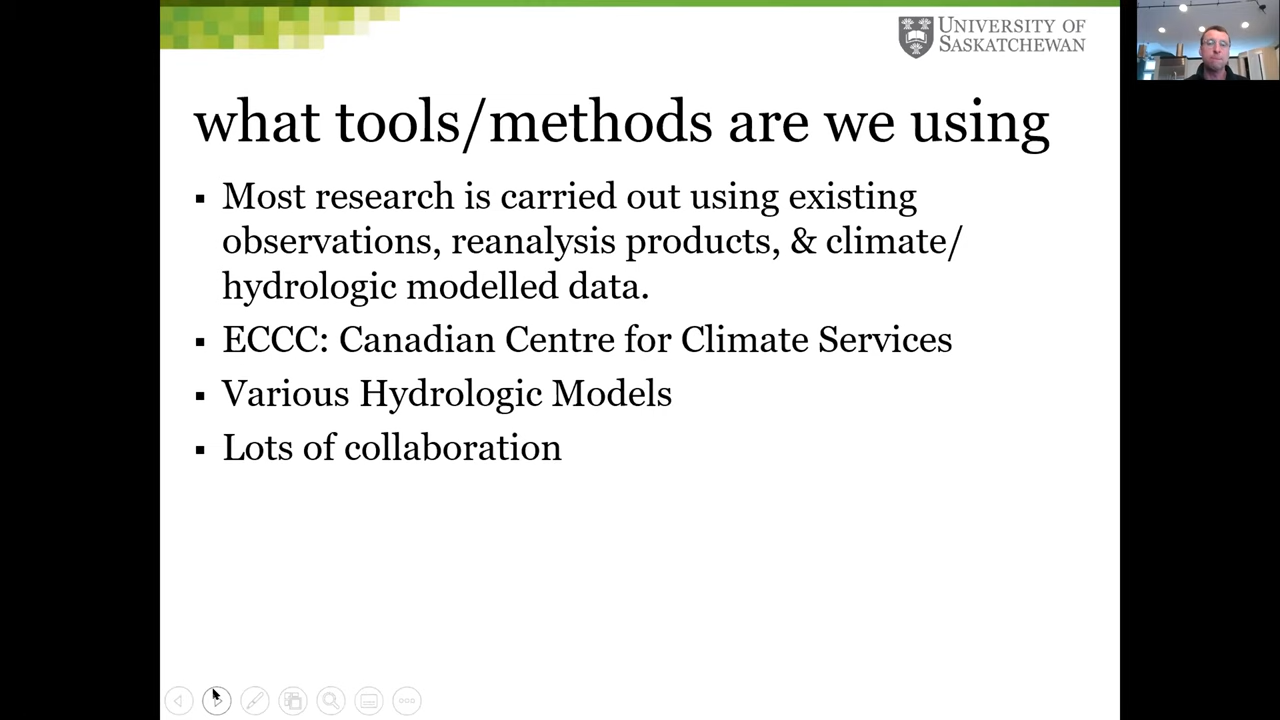 UNIVERSITY OF
SASKATCHEWAN
what tools/methods are we using
▪ Most research is carried out using existing
observations, reanalysis products, & climate/
hydrologic modelled data.
▪ ECCC: Canadian Centre for Climate Services
▪ Various Hydrologic Models
▪ Lots of collaboration